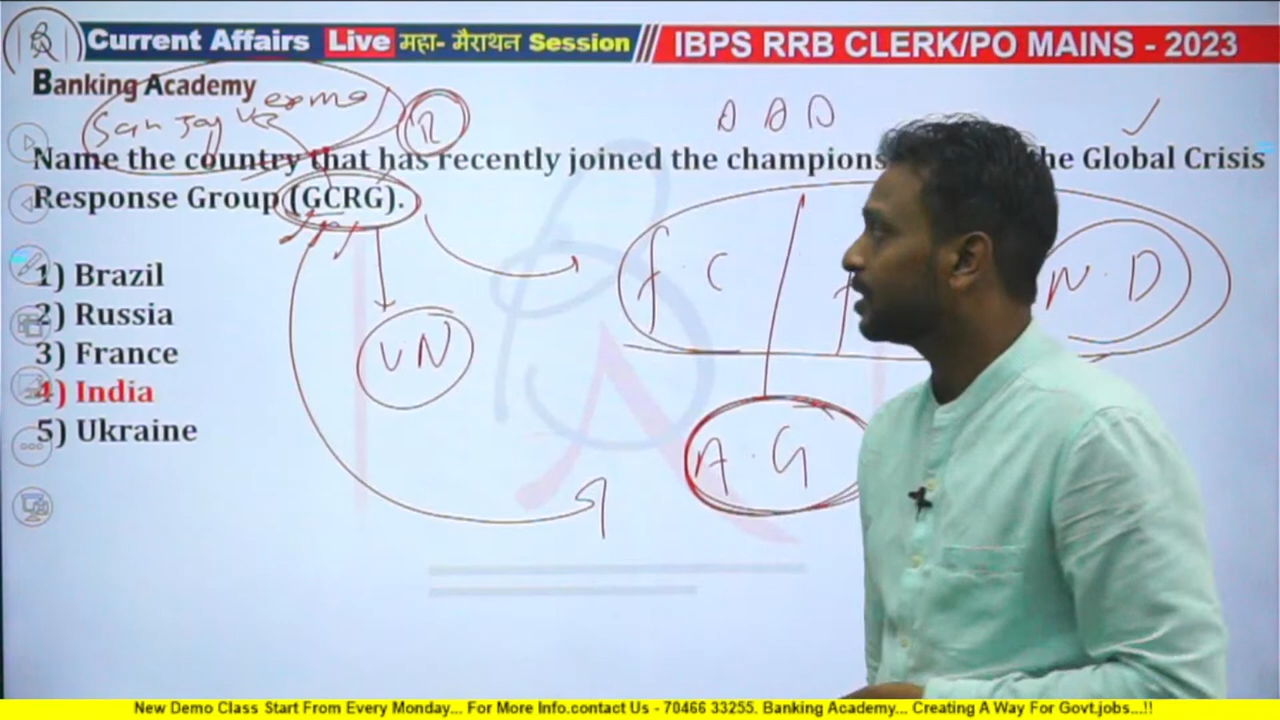 Current Affairs Live महा- मैराथन Session IBPS RRB CLERK/PO MAINS - 2023
Banking Academy
Sanjay Verma
R
Name the country that has recently joined the champions he Global Crisis
Response Group (GCRG).
1) Brazil
2) Russia
3) France
4) India
5) Ukraine
U.N
f.C
N.D
A.G
New Demo Class Start From Every Monday... For More Info.contact Us - 70466 33255. Banking Academy... Creating A Way For Govt.jobs...!!